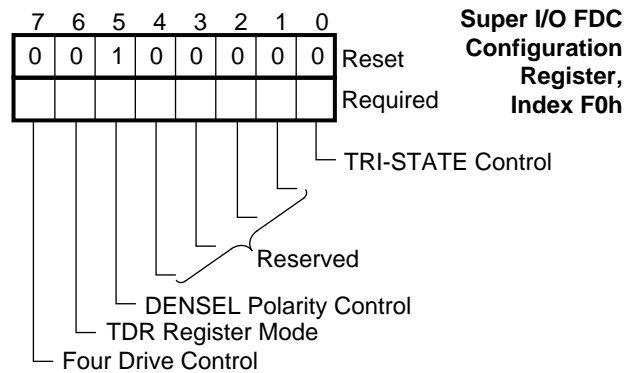 7 6 5 4 3 2 1 0
0 0 1 0 0 0 0 0 Reset
Required
Super I/O FDC
Configuration
Register,
Index F0h
TRI-STATE Control
Reserved
DENSEL Polarity Control
TDR Register Mode
Four Drive Control